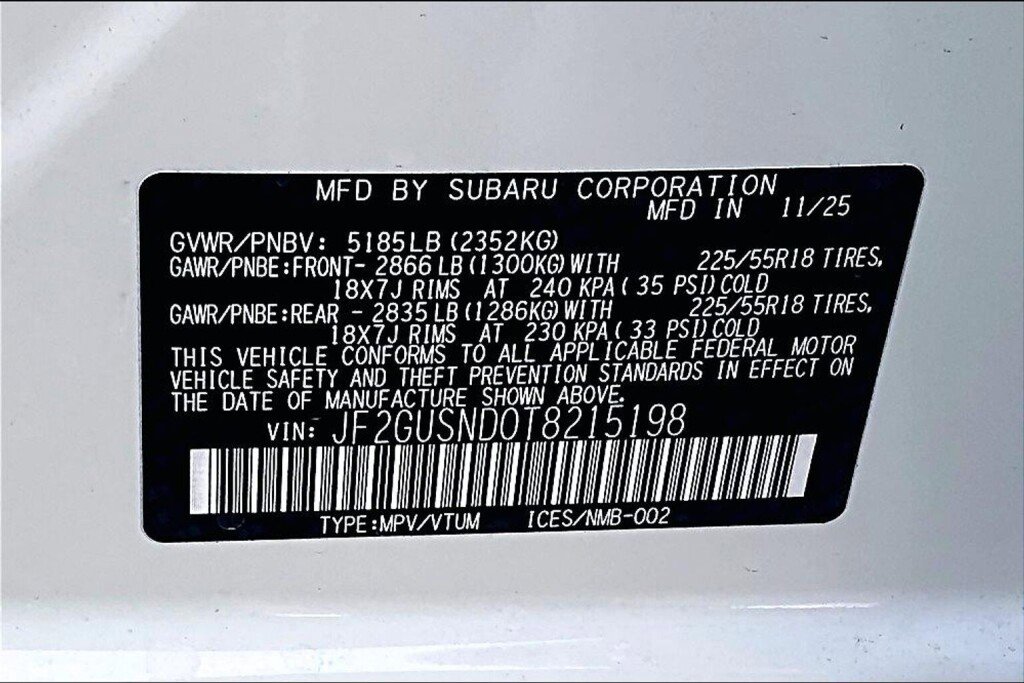 MFD BY SUBARU CORPORATION
MFD IN 11/25
GVWR/PNBV: 5185LB (2352KG)
GAWR/PNBE:FRONT- 2866 LB (1300KG) WITH 225/55R18 TIRES,
18X7J RIMS AT 240 KPA ( 35 PSI) COLD
GAWR/PNBE:REAR - 2835 LB (1286KG) WITH 225/55R18 TIRES,
18X7J RIMS AT 230 KPA ( 33 PSI) COLD
THIS VEHICLE CONFORMS TO ALL APPLICABLE FEDERAL MOTOR
VEHICLE SAFETY AND THEFT PREVENTION STANDARDS IN EFFECT ON
THE DATE OF MANUFACTURE SHOWN ABOVE.
VIN: JF2GUSND0T8215198
TYPE:MPV/VTUM ICES/NMB-002